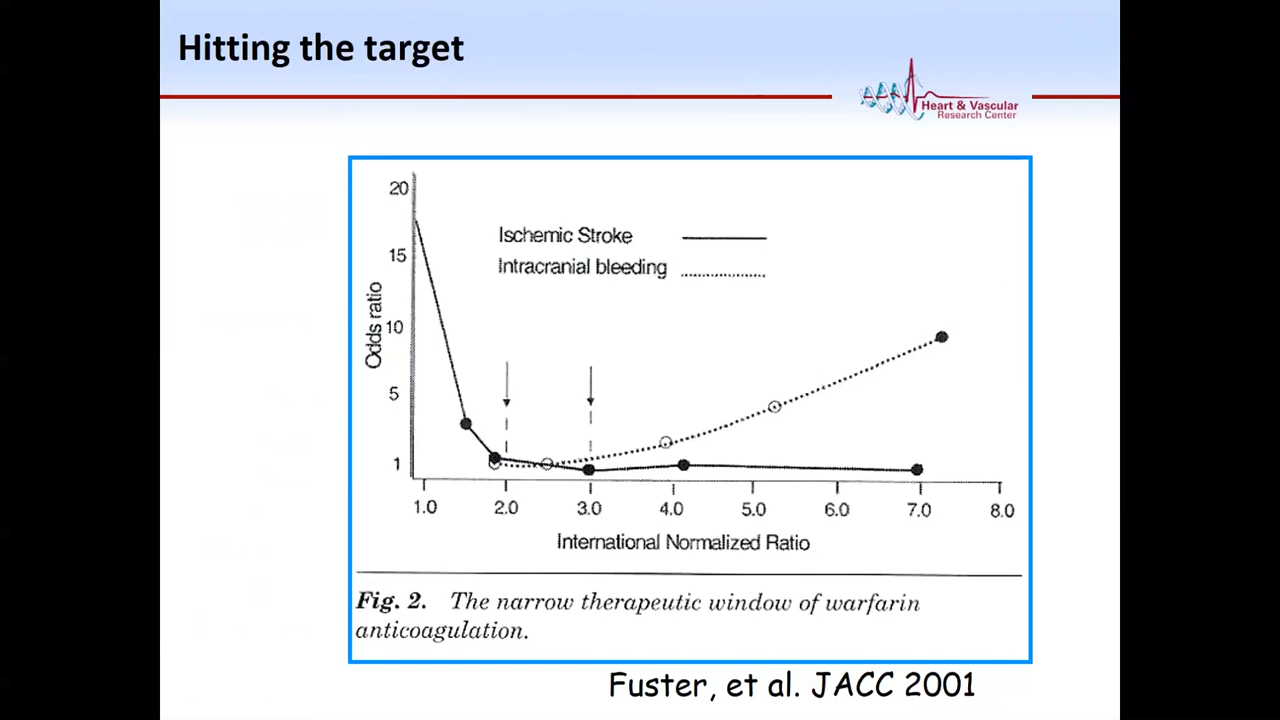 Hitting the target
Heart & Vascular
Research Center
20
15
10
5
1
Odds ratio
Ischemic Stroke
Intracranial bleeding
1.0 2.0 3.0 4.0 5.0 6.0 7.0 8.0
International Normalized Ratio
Fig. 2. The narrow therapeutic window of warfarin
anticoagulation.
Fuster, et al. JACC 2001